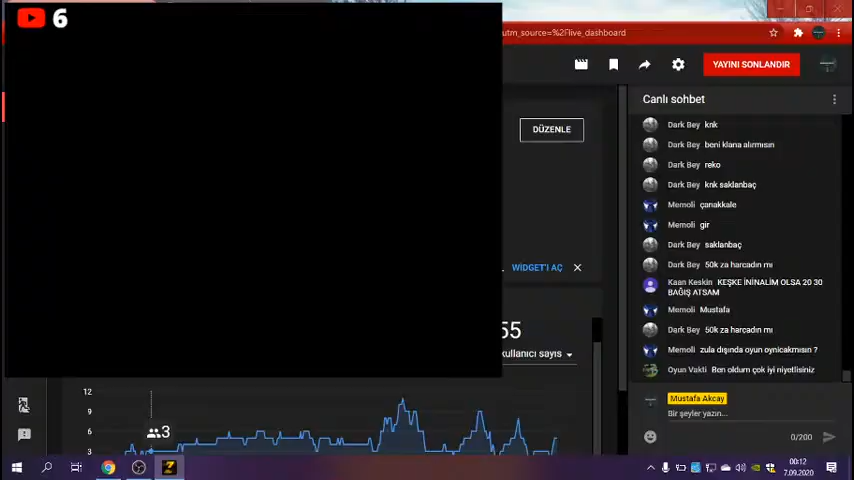 6
utm_source=%2Flive_dashboard
YAYINI SONLANDIR
Canlı sohbet
DÜZENLE
Dark Bey knk
Dark Bey beni klana alırmısın
Dark Bey reko
Dark Bey knk saklanbaç
Memoli çanakkale
Memoli gir
Dark Bey saklanbaç
Dark Bey 50k za harcadın mı
Kaan Keskin KEŞKE İNİNALİM OLSA 20 30
BAĞIŞ ATSAM
Memoli Mustafa
Dark Bey 50k za harcadın mı
Memoli zula dışında oyun oynicakmısın ?
Oyun Vakti Ben oldum çok iyi niyetlisiniz
WİDGET'I AÇ
55
kullanıcı sayıs
12
9
6
3
3
Mustafa Akcay
Bir şeyler yazın...
0/200
00:12
7.09.2020